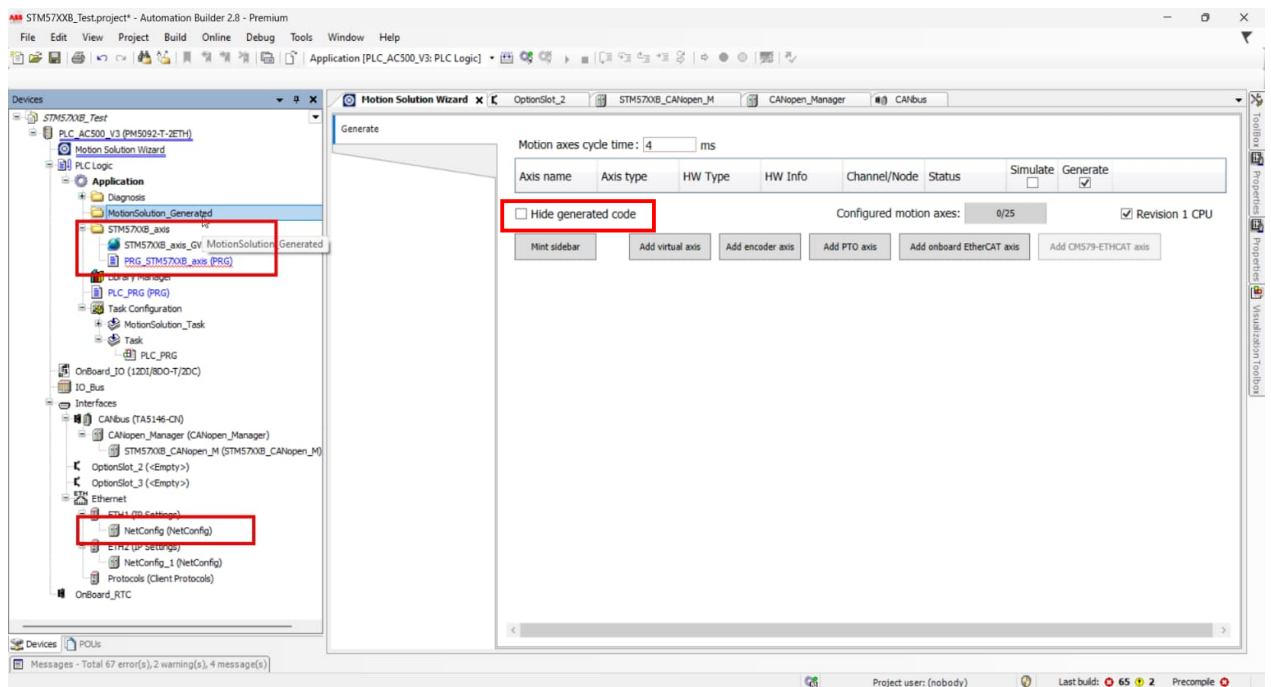 ABB STM57XXB_Test.project* - Automation Builder 2.8 - Premium
File Edit View Project Build Online Debug Tools Window Help
Application [PLC_AC500_V3: PLC Logic]
Devices
STM57XXB_Test
PLC_AC500_V3 (PM5092-T-2ETH)
Motion Solution Wizard
PLC Logic
Application
Diagnosis
MotionSolution_Generated
STM57XXB_axis
STM57XXB_axis_GV
MotionSolution_Generated
PRG_STM57XXB_axis (PRG)
Library Manager
PLC_PRG (PRG)
Task Configuration
MotionSolution_Task
Task
PLC_PRG
OnBoard_IO (12DI/8DO-T/2DC)
IO_Bus
Interfaces
CANbus (TA5146-CN)
CANopen_Manager (CANopen_Manager)
STM57XXB_CANopen_M (STM57XXB_CANopen_M)
OptionSlot_2 (<Empty>)
OptionSlot_3 (<Empty>)
ETH Ethernet
ETH1 (IP Settings)
NetConfig (NetConfig)
ETH2 (IP Settings)
NetConfig_1 (NetConfig)
Protocols (Client Protocols)
OnBoard_RTC
Devices POUs
Motion Solution Wizard OptionSlot_2 STM57XXB_CANopen_M CANopen_Manager CANbus
Generate
Motion axes cycle time: 4 ms
Axis name Axis type HW Type HW Info Channel/Node Status Simulate Generate
Hide generated code Configured motion axes: 0/25 Revision 1 CPU
Mint sidebar Add virtual axis Add encoder axis Add PTO axis Add onboard EtherCAT axis Add CM579-ETHCAT axis
ToolBox
Properties
Properties
Visualization Toolbox
Messages - Total 67 error(s), 2 warning(s), 4 message(s)
Project user: (nobody) Last build: 65 2 Precompile